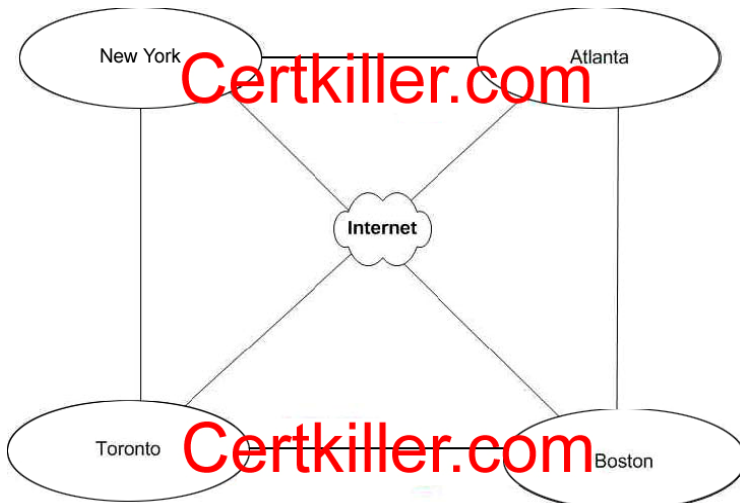 New York
Atlanta
Certkiller.com
Internet
Toronto
Boston
Certkiller.com